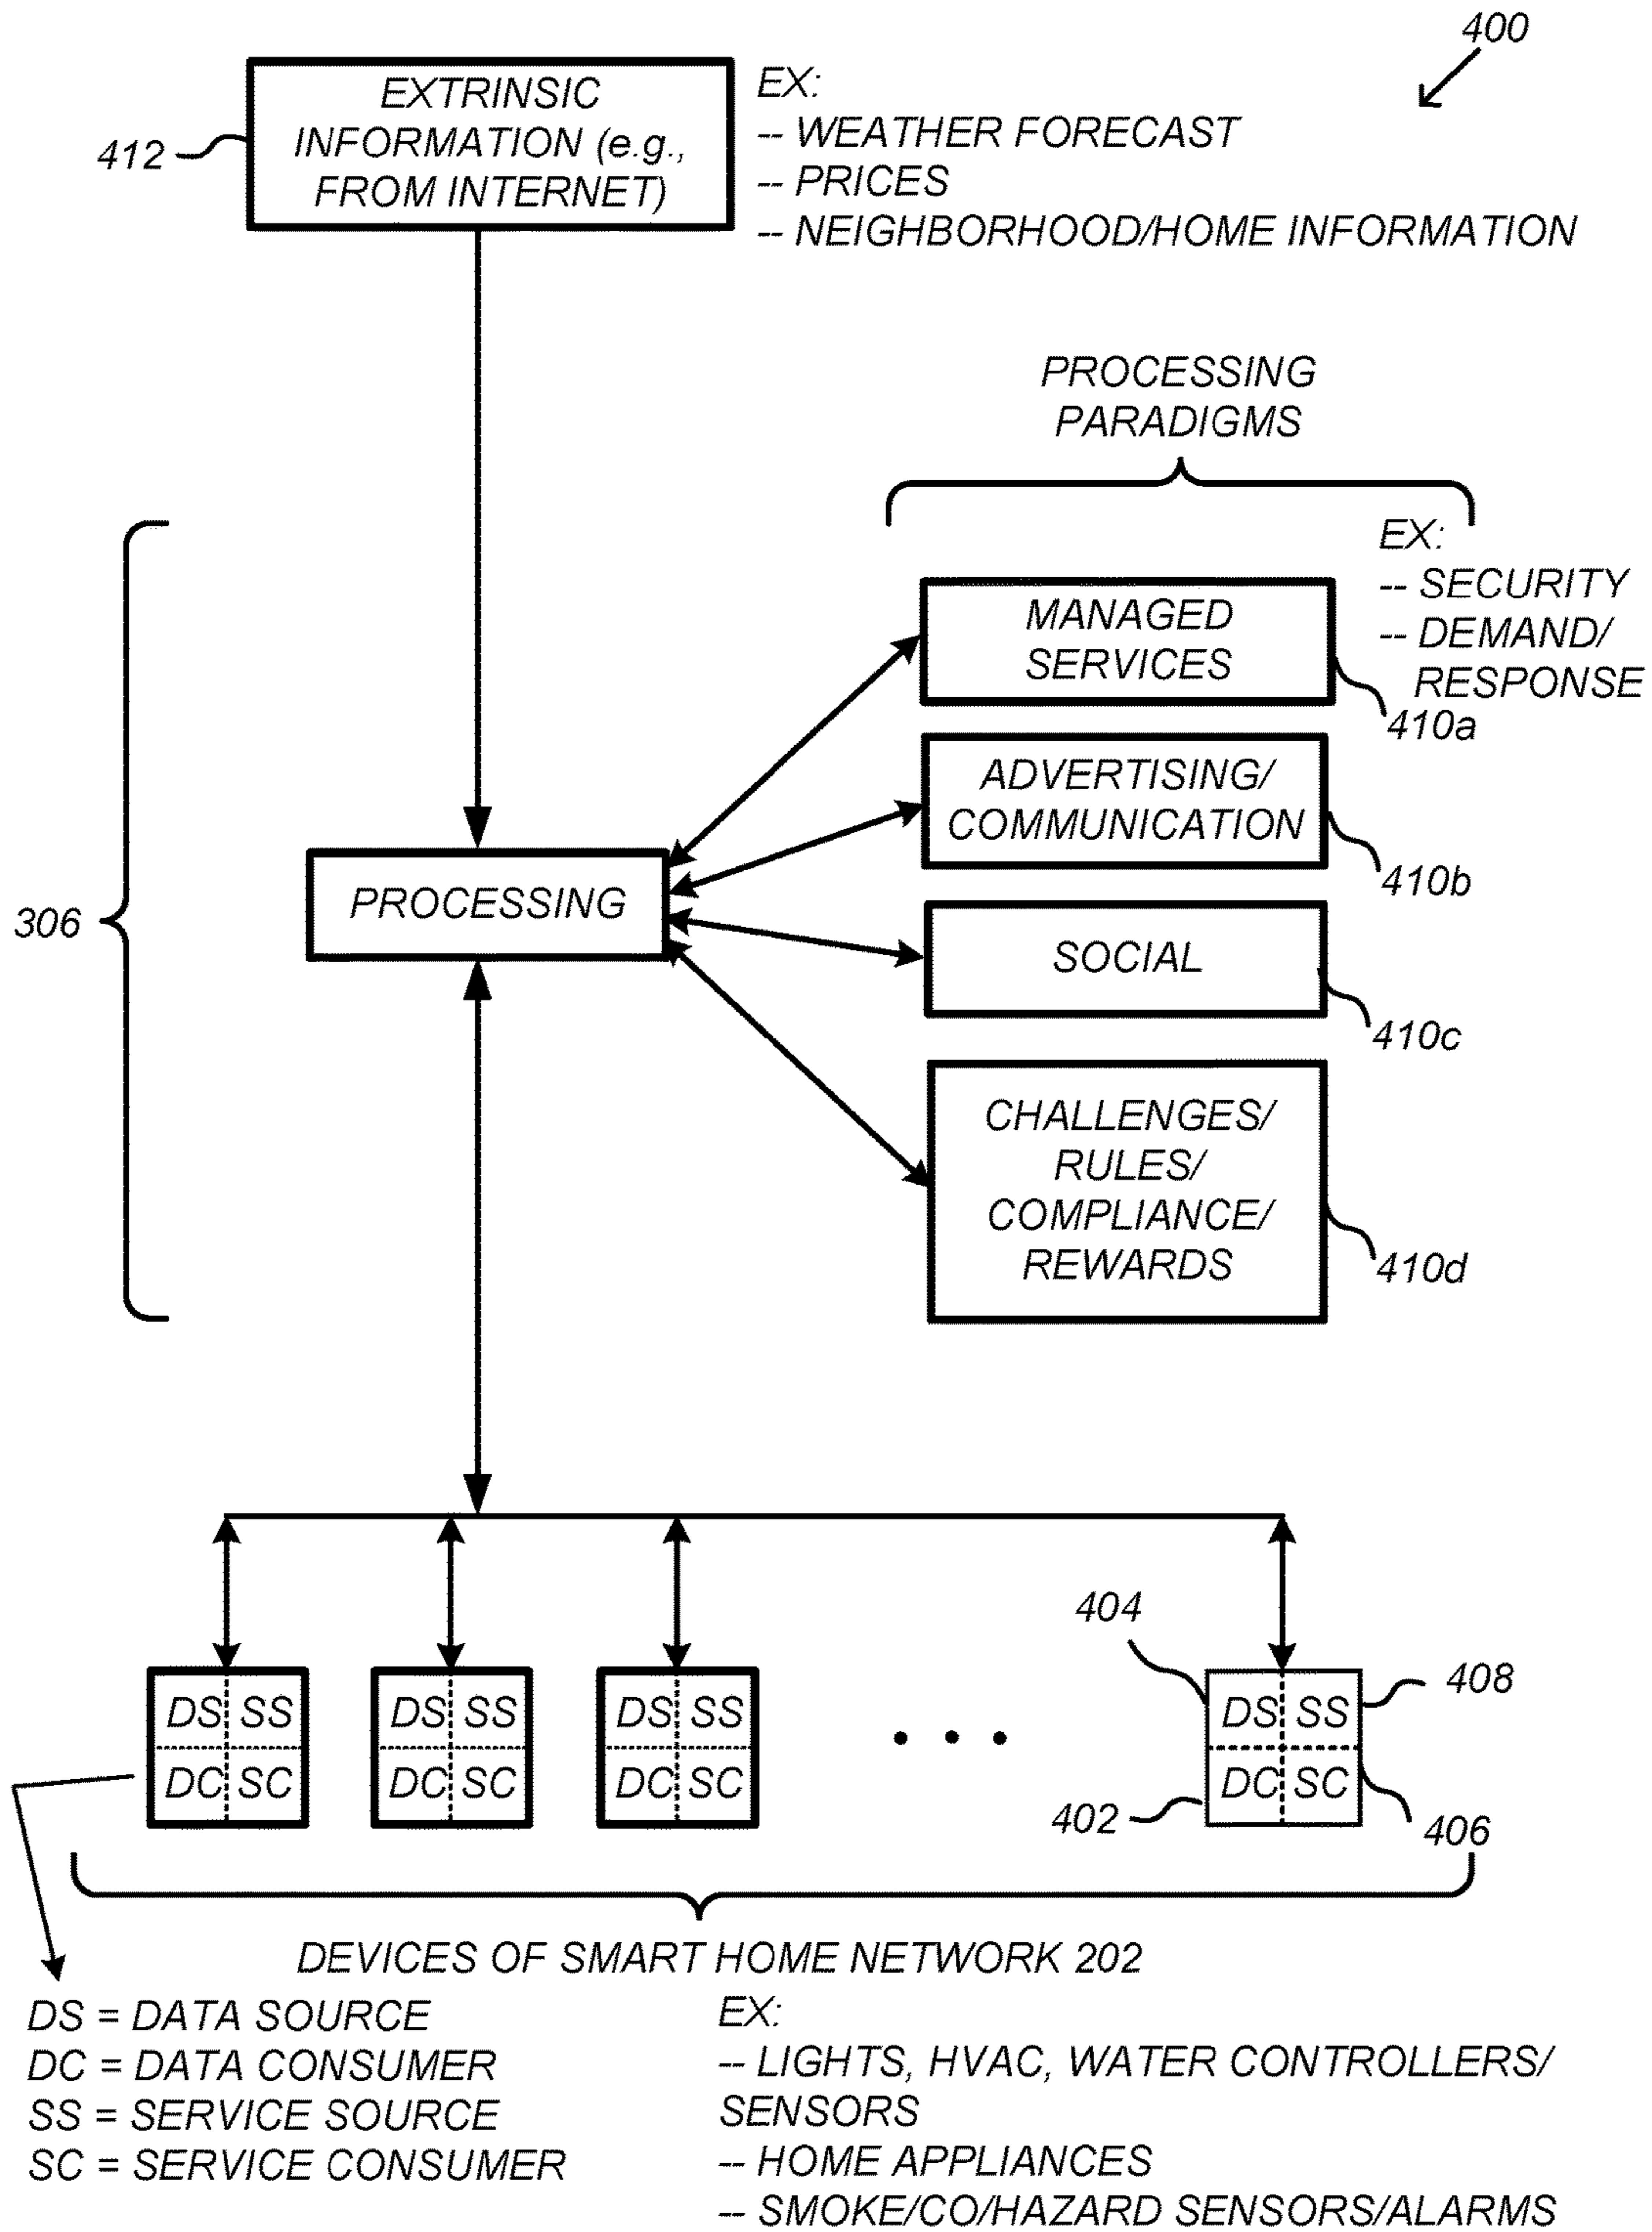 400
EXTRINSIC
INFORMATION (e.g.,
FROM INTERNET)
412
EX:
-- WEATHER FORECAST
-- PRICES
-- NEIGHBORHOOD/HOME INFORMATION
PROCESSING
PARADIGMS
EX:
-- SECURITY
-- DEMAND/
RESPONSE
MANAGED
SERVICES
410a
ADVERTISING/
COMMUNICATION
410b
306
PROCESSING
SOCIAL
410c
CHALLENGES/
RULES/
COMPLIANCE/
REWARDS
410d
404
408
DS SS
DC SC
DS SS
DC SC
DS SS
DC SC
DS SS
DC SC
402
406
DEVICES OF SMART HOME NETWORK 202
DS = DATA SOURCE
DC = DATA CONSUMER
SS = SERVICE SOURCE
SC = SERVICE CONSUMER
EX:
-- LIGHTS, HVAC, WATER CONTROLLERS/
SENSORS
-- HOME APPLIANCES
-- SMOKE/CO/HAZARD SENSORS/ALARMS